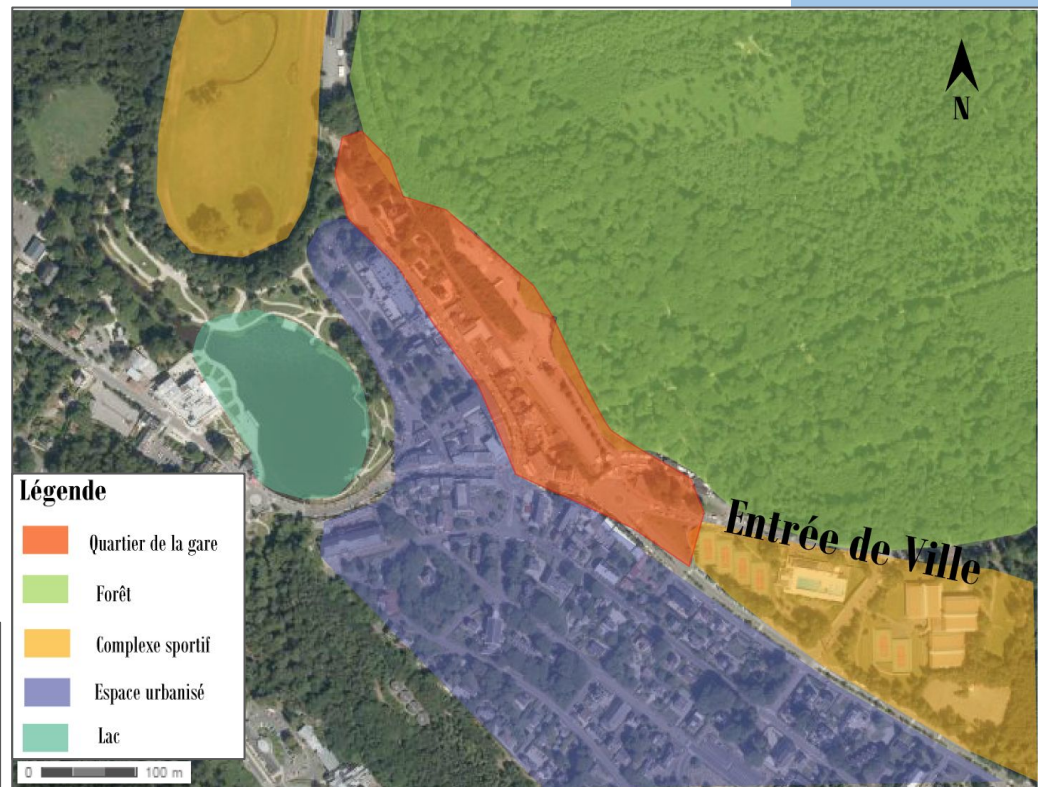 N
Entrée de Ville
Légende
Quartier de la gare
Forêt
Complexe sportif
Espace urbanisé
Lac
0 100 m